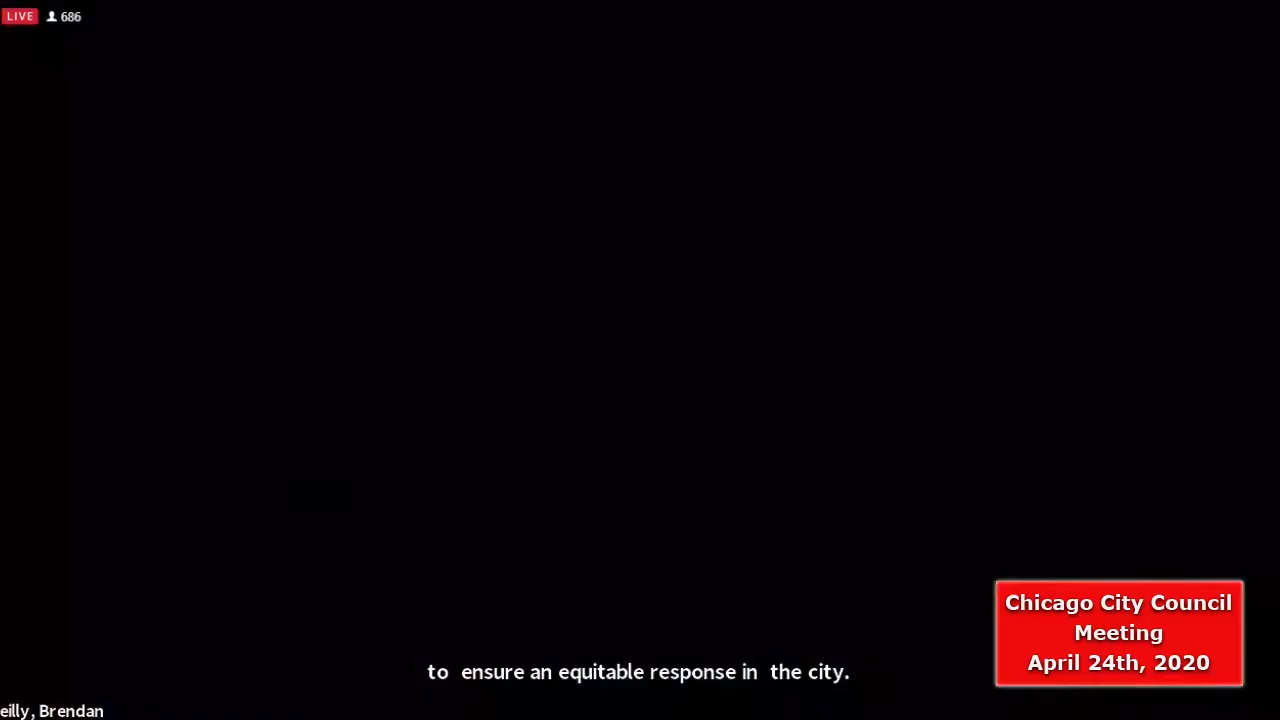 LIVE 686
to ensure an equitable response in the city.
Chicago City Council
Meeting
April 24th, 2020
eilly, Brendan